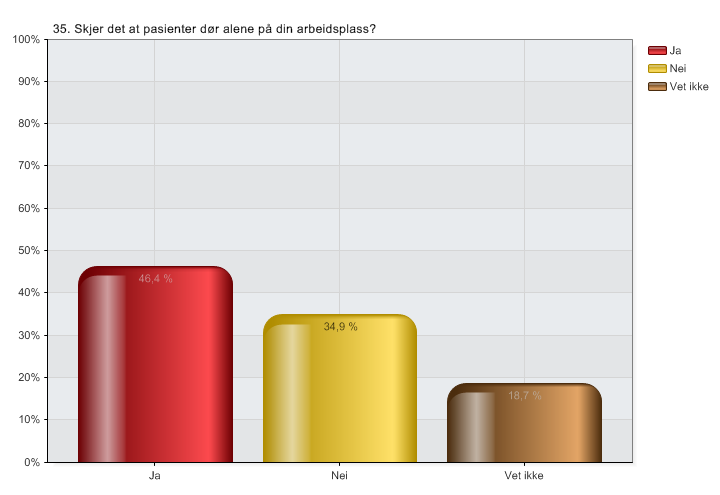 35. Skjer det at pasienter dør alene på din arbeidsplass?
100%
90%
80%
70%
60%
50%
40%
30%
20%
10%
0%
46,4 %
34,9 %
18,7 %
Ja
Nei
Vet ikke
Ja
Nei
Vet ikke